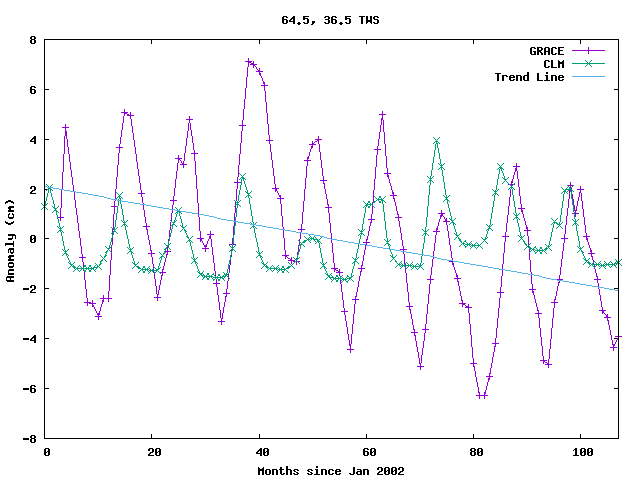 64.5, 36.5 TWS
GRACE
CLM
Trend Line
8
6
4
2
0
-2
-4
-6
-8
Anomaly (cm)
0 20 40 60 80 100
Months since Jan 2002